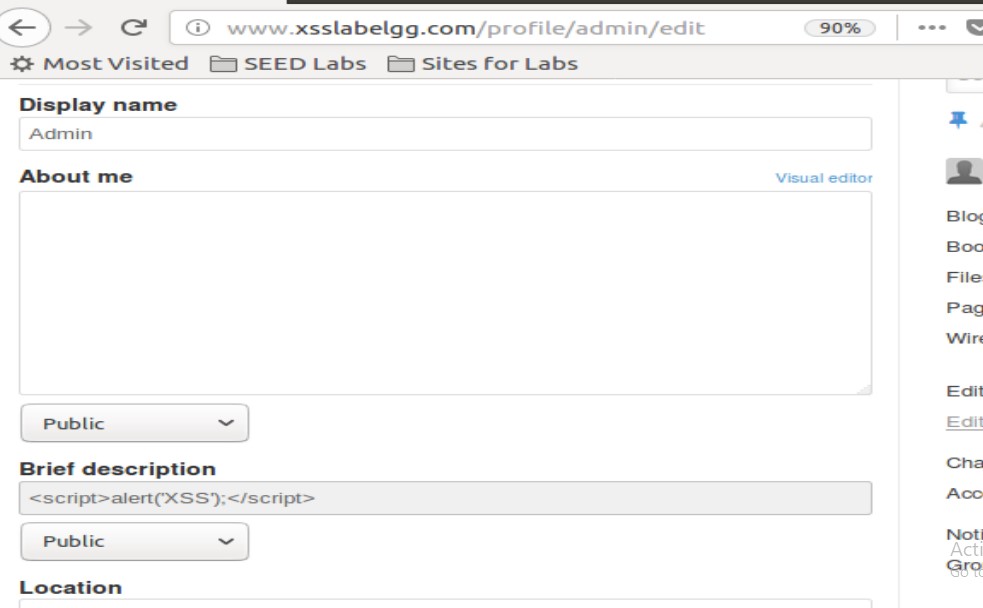 www.xsslabelgg.com/profile/admin/edit 90%
Most Visited SEED Labs Sites for Labs
Display name
Admin
About me Visual editor
Public
Brief description
<script>alert('XSS');</script>
Public
Location
Blog
Boo
File
Pag
Wire
Edit
Edit
Cha
Acc
Noti
Acti
Gro
Go to